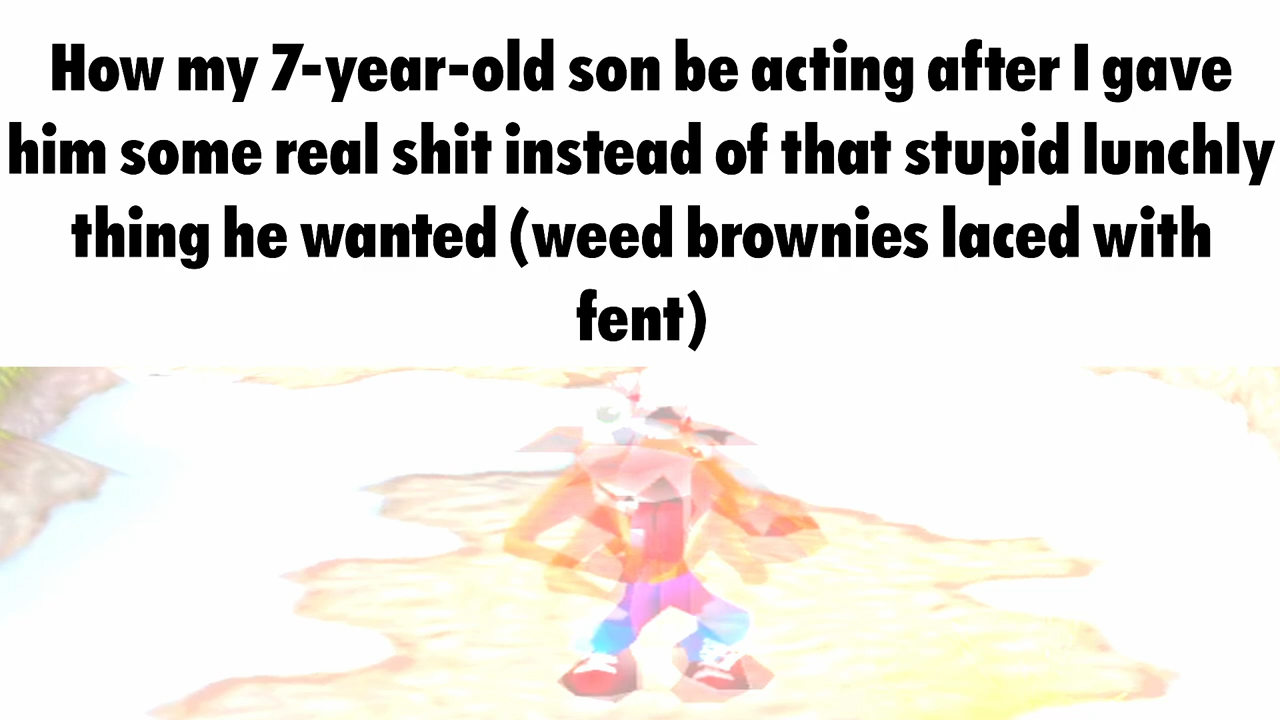 How my 7-year-old son be acting after I gave
him some real shit instead of that stupid lunchly
thing he wanted (weed brownies laced with
fent)